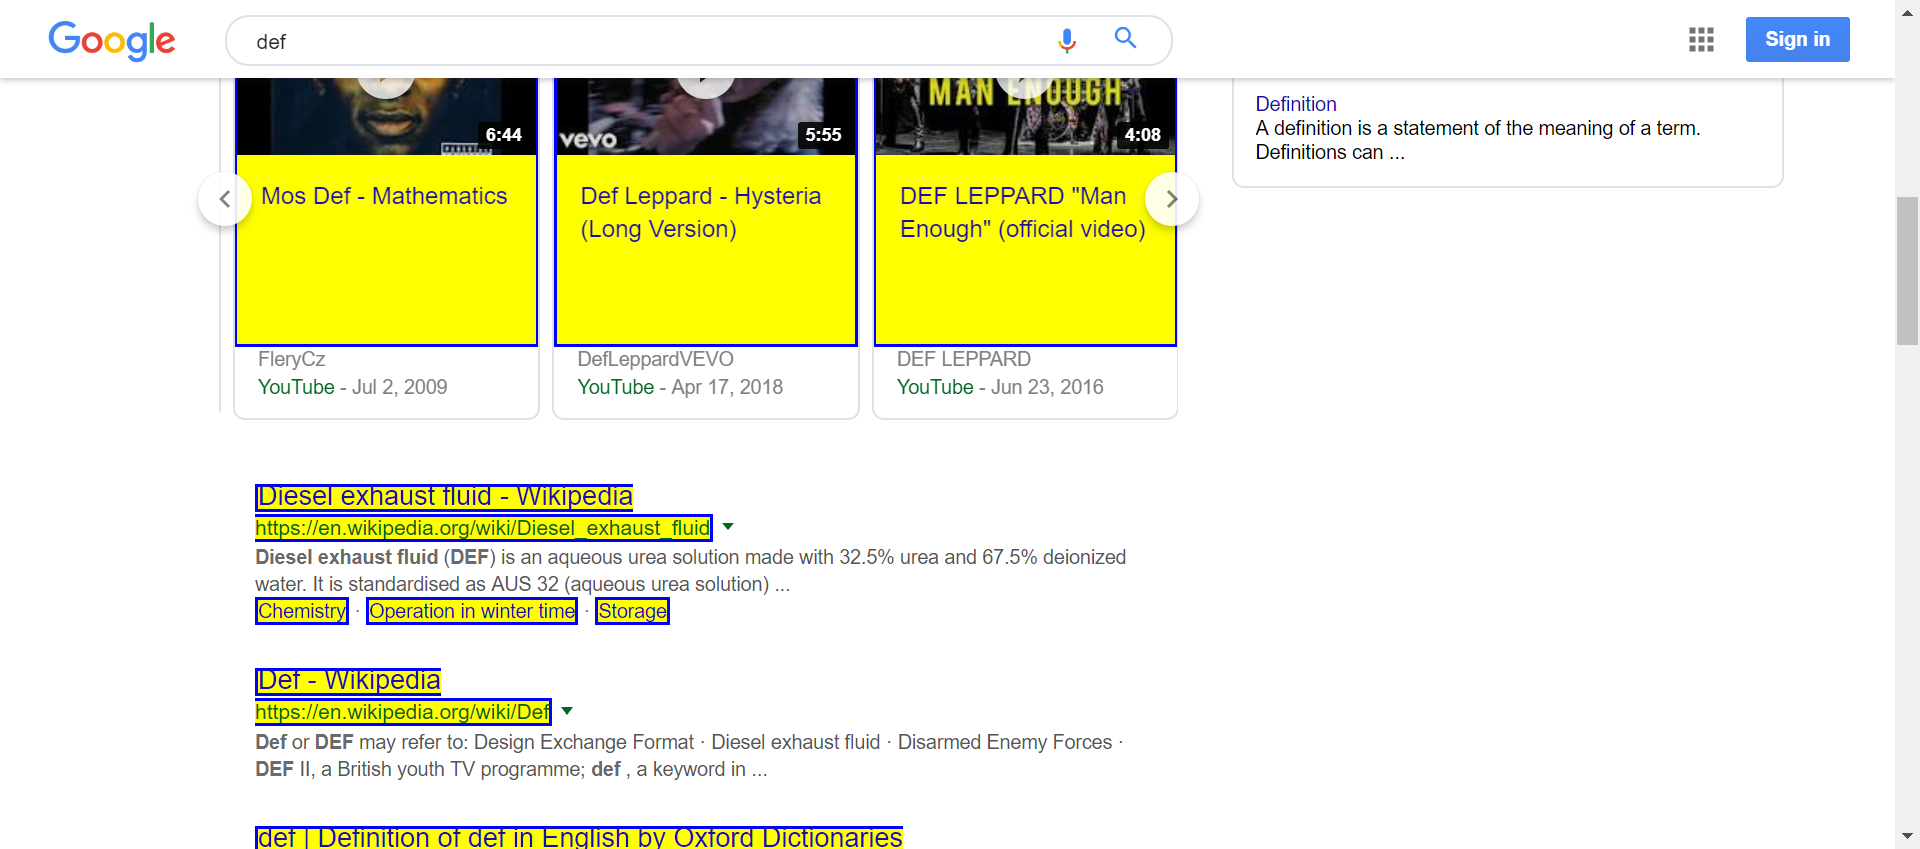 Google
def
Sign in
MAN ENOUGH
6:44
vevo
5:55
4:08
Mos Def - Mathematics
Def Leppard - Hysteria
(Long Version)
DEF LEPPARD "Man
Enough" (official video)
FleryCz
YouTube - Jul 2, 2009
DefLeppardVEVO
YouTube - Apr 17, 2018
DEF LEPPARD
YouTube - Jun 23, 2016
Definition
A definition is a statement of the meaning of a term.
Definitions can ...
Diesel exhaust fluid - Wikipedia
https://en.wikipedia.org/wiki/Diesel_exhaust_fluid
Diesel exhaust fluid (DEF) is an aqueous urea solution made with 32.5% urea and 67.5% deionized
water. It is standardised as AUS 32 (aqueous urea solution) ...
Chemistry · Operation in winter time · Storage
Def - Wikipedia
https://en.wikipedia.org/wiki/Def
Def or DEF may refer to: Design Exchange Format · Diesel exhaust fluid · Disarmed Enemy Forces ·
DEF II, a British youth TV programme; def , a keyword in ...
def | Definition of def in English by Oxford Dictionaries